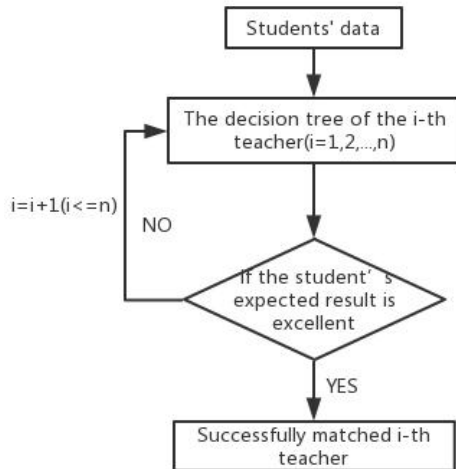 Students' data
The decision tree of the i-th
teacher(i=1,2,...,n)
i=i+1(i<=n)
NO
If the student's
expected result is
excellent
YES
Successfully matched i-th
teacher